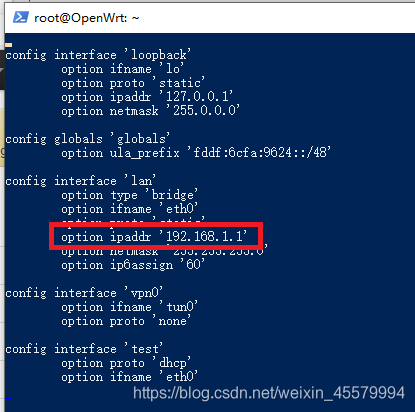 root@OpenWrt: ~
config interface 'loopback'
option ifname 'lo'
option proto 'static'
option ipaddr '127.0.0.1'
option netmask '255.0.0.0'
config globals 'globals'
option ula_prefix 'fddf:6cfa:9624::/48'
config interface 'lan'
option type 'bridge'
option ifname 'eth0'
option proto 'static'
option ipaddr '192.168.1.1'
option netmask '255.255.255.0'
option ip6assign '60'
config interface 'vpn0'
option ifname 'tun0'
option proto 'none'
config interface 'test'
option proto 'dhcp'
option ifname 'eth0'
https://blog.csdn.net/weixin_45579994